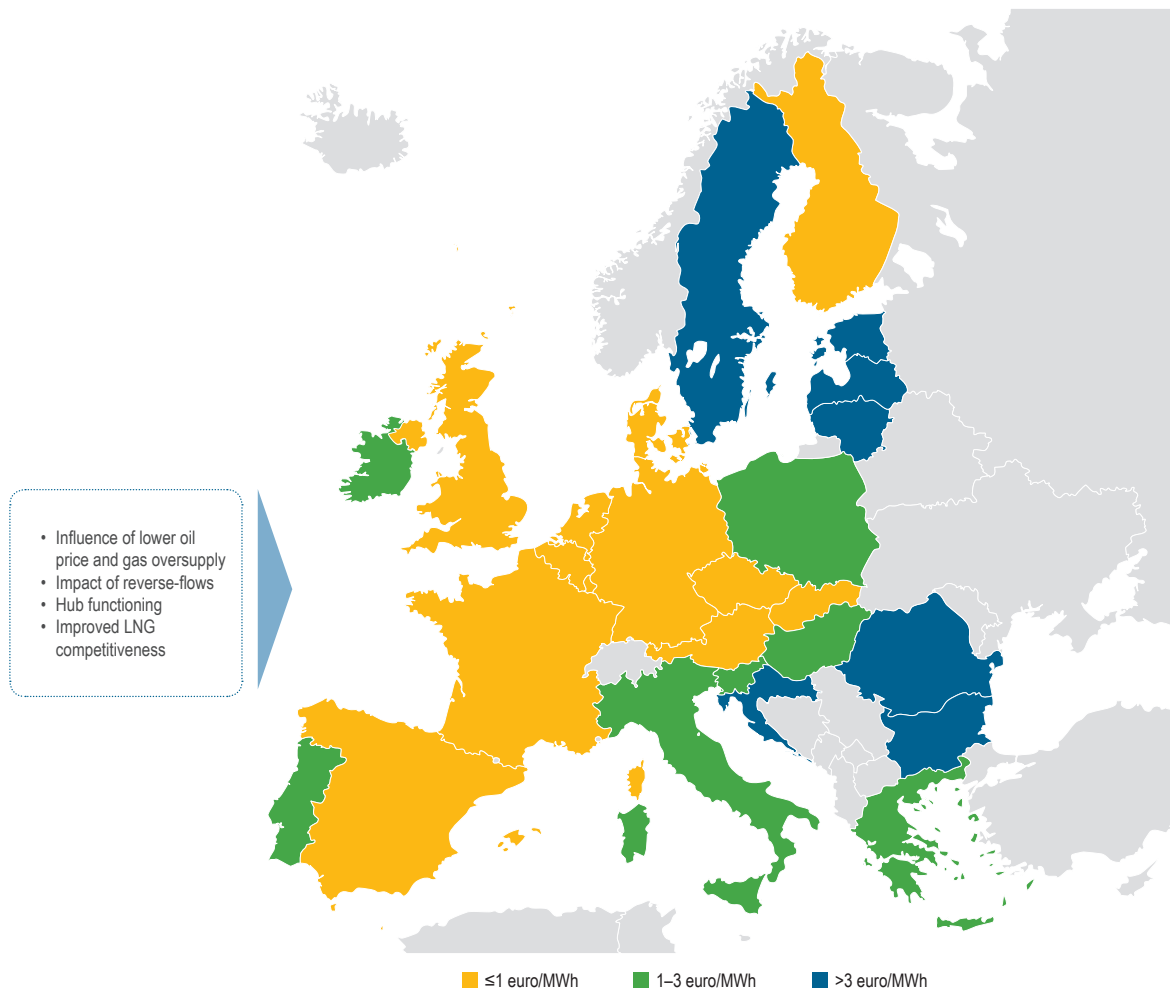 • Influence of lower oil
price and gas oversupply
• Impact of reverse-flows
• Hub functioning
• Improved LNG
competitiveness
≤1 euro/MWh
1–3 euro/MWh
>3 euro/MWh